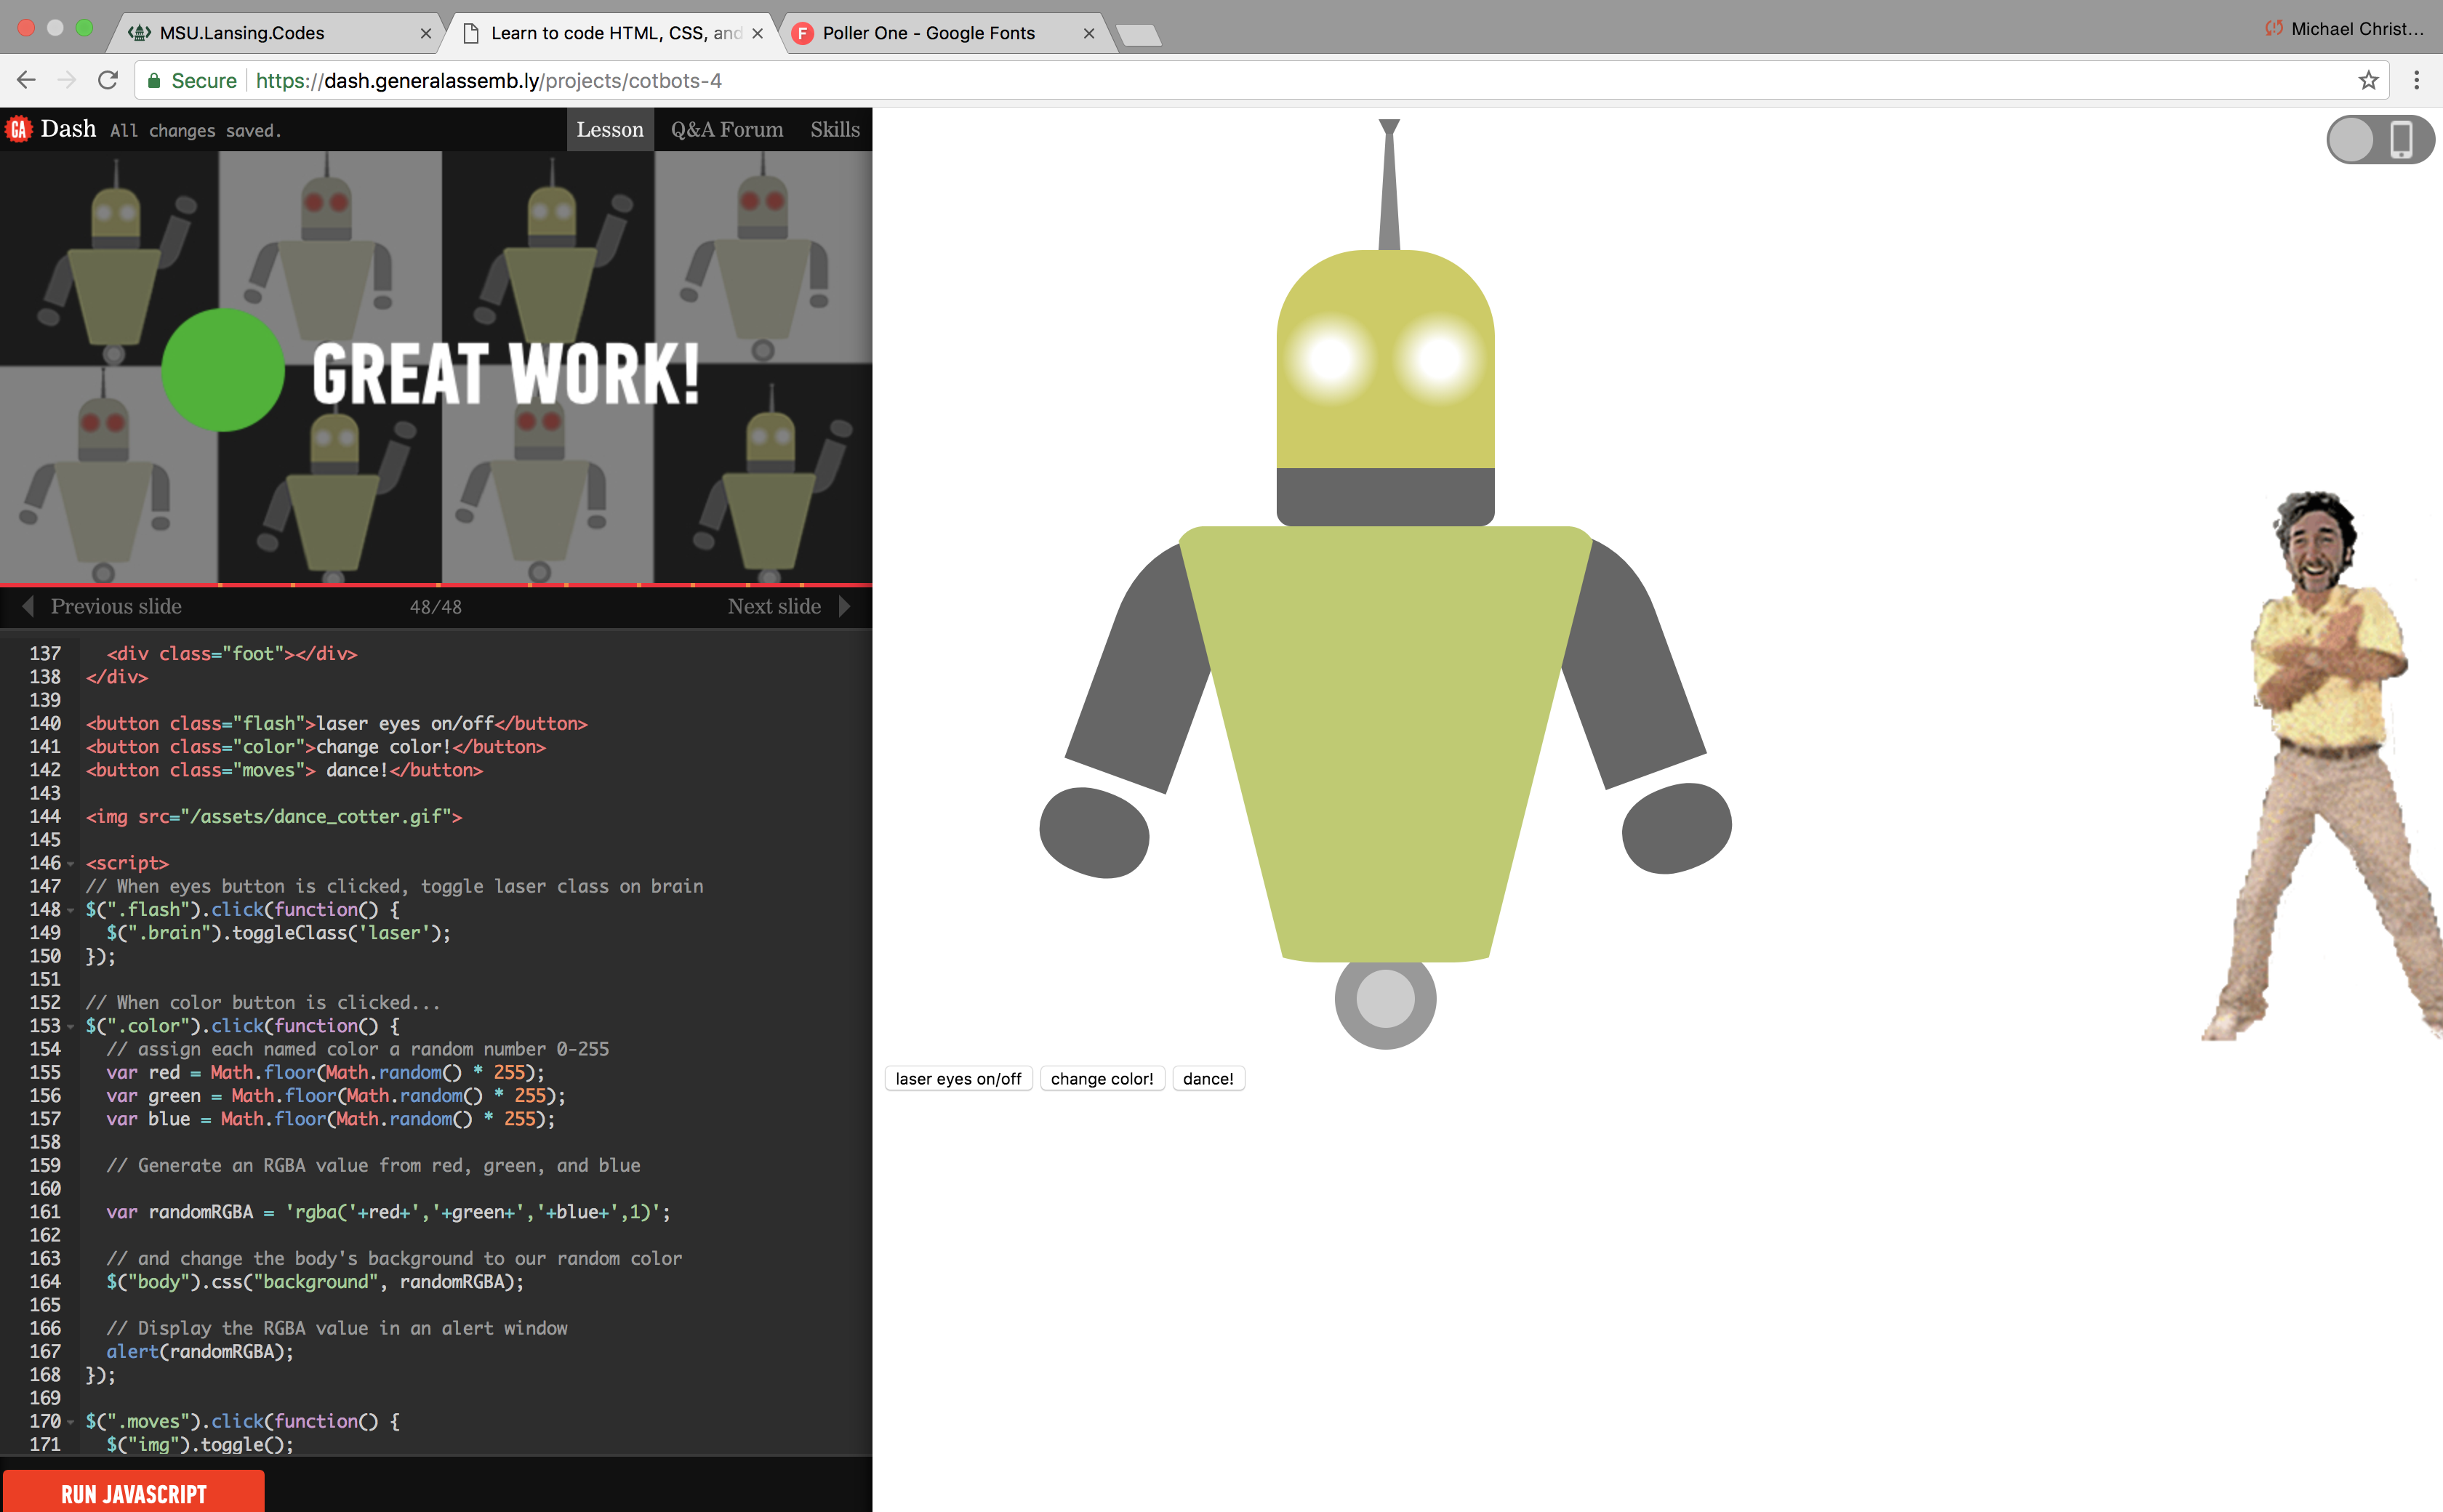 MSU.Lansing.Codes
Learn to code HTML, CSS, and
F Poller One - Google Fonts
Michael Christ...
Secure https://dash.generalassemb.ly/projects/cotbots-4
GA Dash All changes saved. Lesson Q&A Forum Skills
GREAT WORK!
Previous slide 48/48 Next slide
137   <div class="foot"></div>
138 </div>
139
140 <button class="flash">laser eyes on/off</button>
141 <button class="color">change color!</button>
142 <button class="moves"> dance!</button>
143
144 <img src="/assets/dance_cotter.gif">
145
146 <script>
147 // When eyes button is clicked, toggle laser class on brain
148 $(".flash").click(function() {
149   $(".brain").toggleClass('laser');
150 });
151
152 // When color button is clicked...
153 $(".color").click(function() {
154   // assign each named color a random number 0-255
155   var red = Math.floor(Math.random() * 255);
156   var green = Math.floor(Math.random() * 255);
157   var blue = Math.floor(Math.random() * 255);
158
159   // Generate an RGBA value from red, green, and blue
160
161   var randomRGBA = 'rgba('+red+','+green+','+blue+',1)';
162
163   // and change the body's background to our random color
164   $("body").css("background", randomRGBA);
165
166   // Display the RGBA value in an alert window
167   alert(randomRGBA);
168 });
169
170 $(".moves").click(function() {
171   $("img").toggle();
RUN JAVASCRIPT
laser eyes on/off change color! dance!